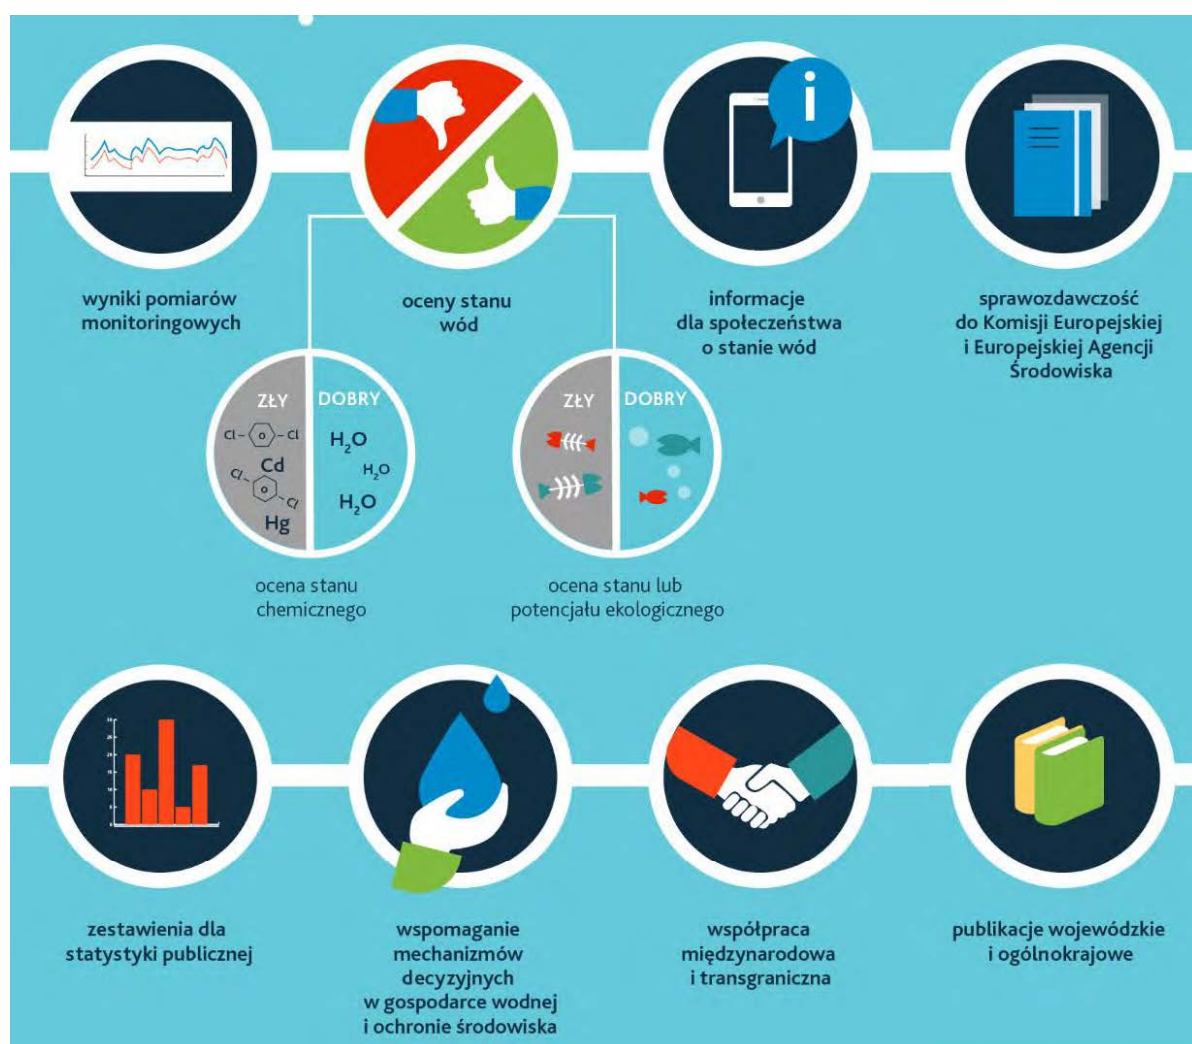 i
wyniki pomiarów
monitoringowych
oceny stanu
wód
informacje
dla społeczeństwa
o stanie wód
sprawozdawczość
do Komisji Europejskiej
i Europejskiej Agencji
Środowiska
ZŁY
DOBRY
Cl
Cl
Cd
Cl
Cl
Hg
H₂O
H₂O
H₂O
ZŁY
DOBRY
ocena stanu
chemicznego
ocena stanu lub
potencjału ekologicznego
zestawienia dla
statystyki publicznej
wspomaganie
mechanizmów
decyzyjnych
w gospodarce wodnej
i ochronie środowiska
współpraca
międzynarodowa
i transgraniczna
publikacje wojewódzkie
i ogólnokrajowe